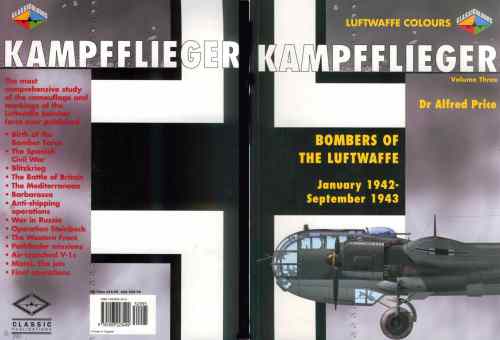 KAMPFFLIEGER
The most
comprehensive study
of the camouflage and
markings of the
Luftwaffe bomber
force ever published
• Birth of the
Bomber Force
• The Spanish
Civil War
• Blitzkrieg
• The Battle of Britain
• The Mediterranean
• Barbarossa
• Anti-shipping
operations
• War in Russia
• Operation Steinbock
• The Western Front
• Pathfinder missions
• Air-launched V-1s
• Mistel, The jets
• Final operations
CLASSIC
PUBLICATIONS
LUFTWAFFE COLOURS
CLASSIC COLOURS
KAMPFFLIEGER
Volume Three
Dr Alfred Price
BOMBERS OF
THE LUFTWAFFE
January 1942-
September 1943